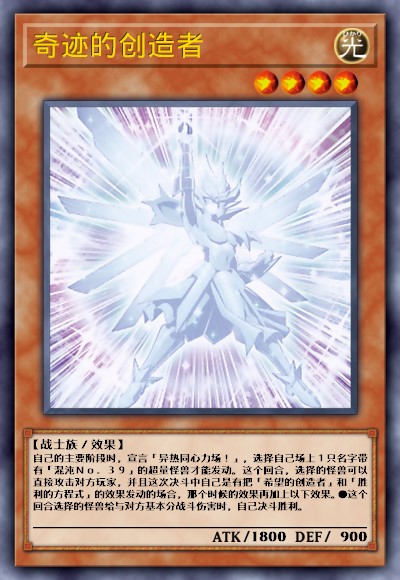 奇迹的创造者
光
【战士族/效果】
自己的主要阶段时，宣言「异热同心力场！」，选择自己场上１只名字带
有「混沌Ｎｏ．３９」的超量怪兽才能发动。这个回合，选择的怪兽可以
直接攻击对方玩家，并且这次决斗中自己是有把「希望的创造者」和「胜
利的方程式」的效果发动的场合，那个时候的效果再加上以下效果。●这个
回合选择的怪兽给与对方基本分战斗伤害时，自己决斗胜利。
ATK/1800 DEF/ 900